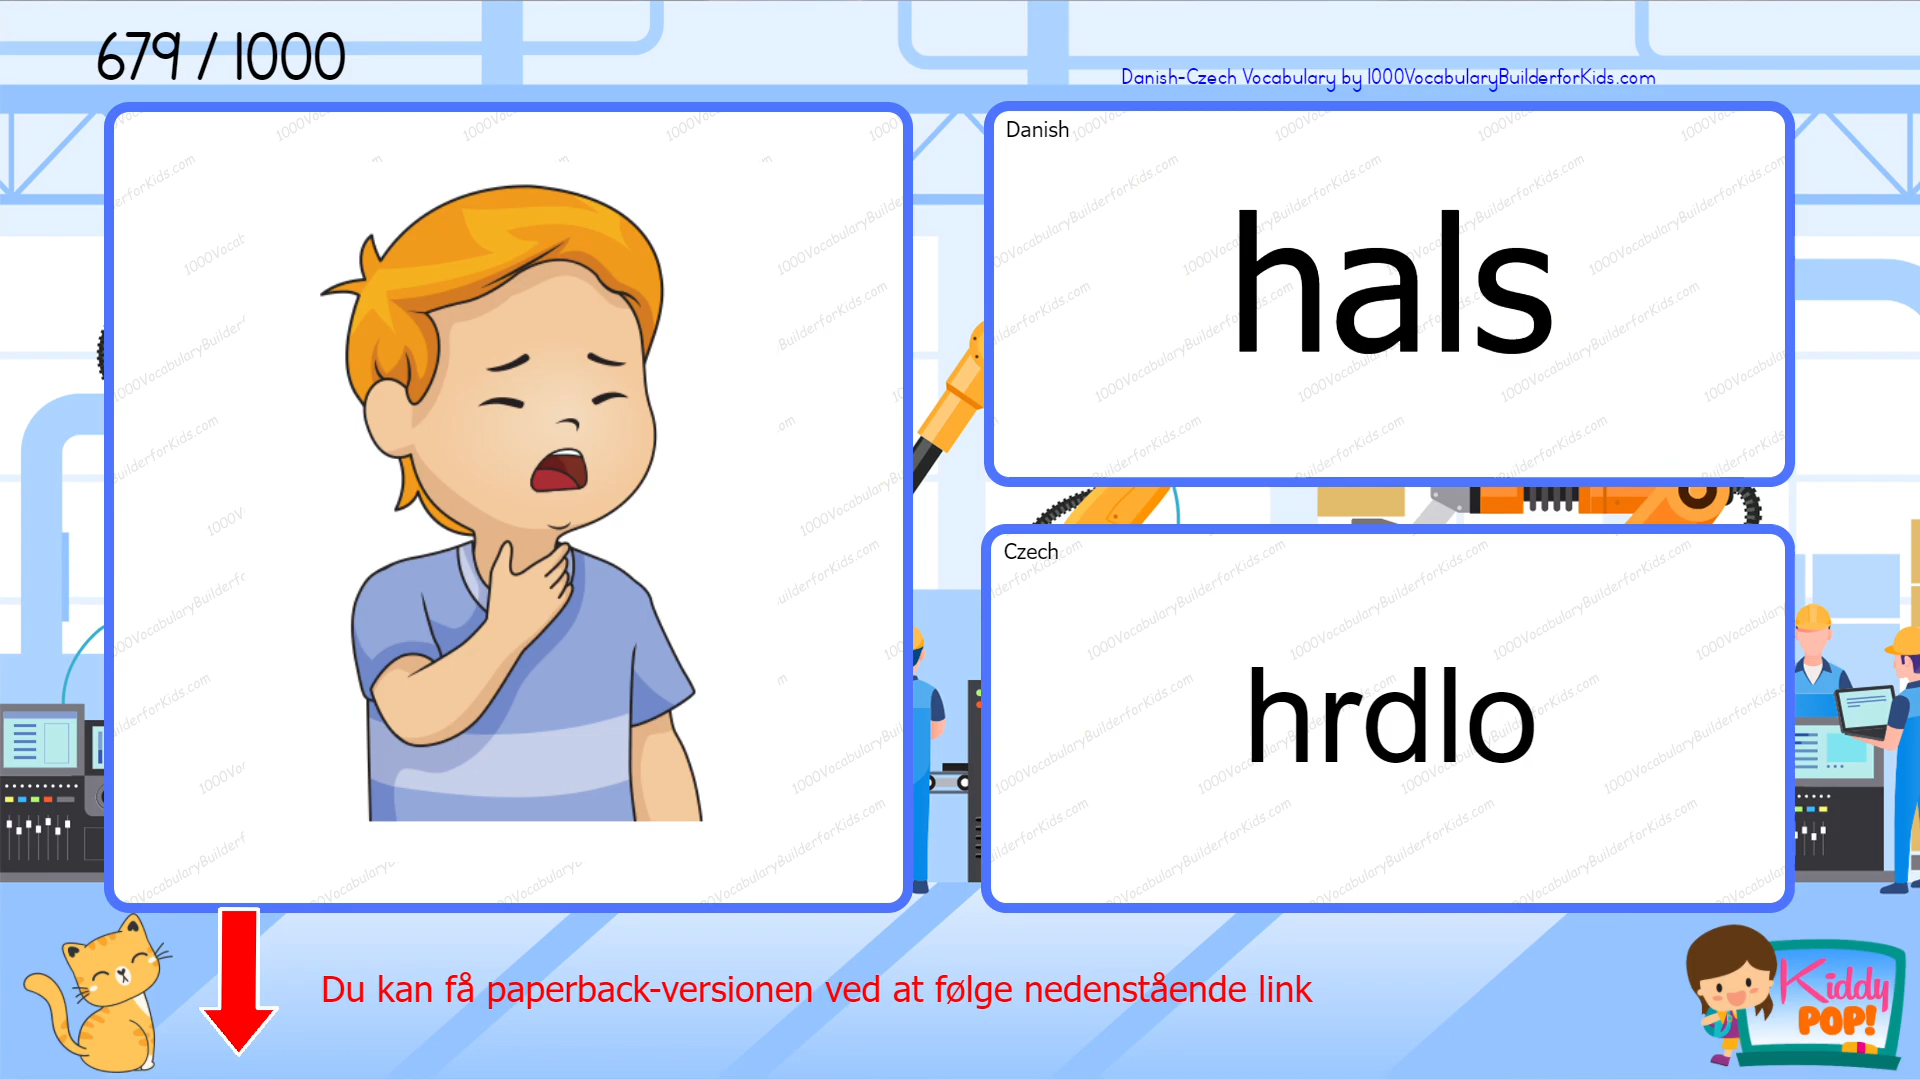 679 / 1000
Danish-Czech Vocabulary by 1000VocabularyBuilderforKids.com
Danish
hals
Czech
hrdlo
Du kan få paperback-versionen ved at følge nedenstående link
Kiddy
POP!